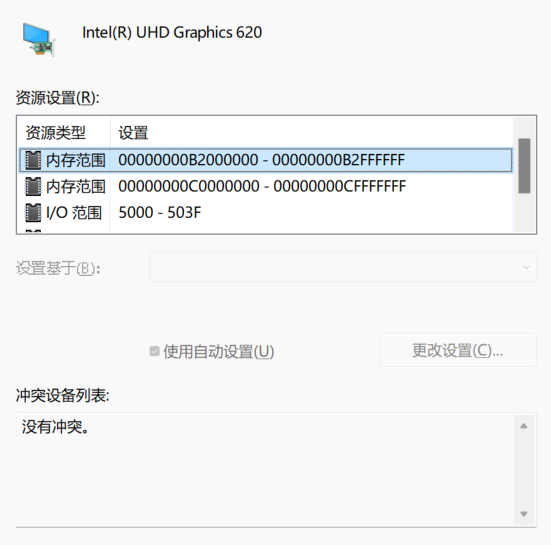 Intel(R) UHD Graphics 620
资源设置(R):
资源类型 设置
内存范围 00000000B2000000 - 00000000B2FFFFFF
内存范围 00000000C0000000 - 00000000CFFFFFFF
I/O 范围 5000 - 503F
设置基于(B):
使用自动设置(U) 更改设置(C)...
冲突设备列表:
没有冲突。